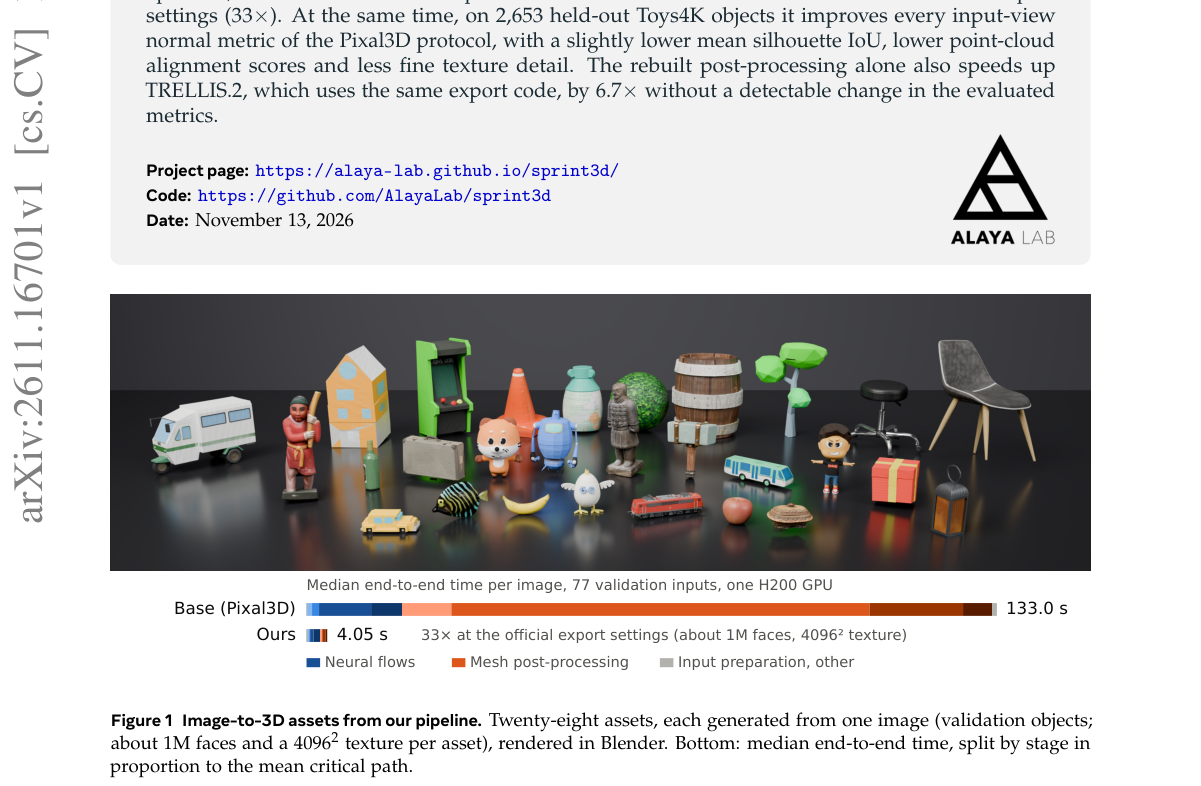 settings (33×). At the same time, on 2,653 held-out Toys4K objects it improves every input-view
normal metric of the Pixal3D protocol, with a slightly lower mean silhouette IoU, lower point-cloud
alignment scores and less fine texture detail. The rebuilt post-processing alone also speeds up
TRELLIS.2, which uses the same export code, by 6.7× without a detectable change in the evaluated
metrics.
Project page: https://alaya-lab.github.io/sprint3d/
Code: https://github.com/AlayaLab/sprint3d
Date: November 13, 2026
ALAYA LAB
arXiv:2611.16701v1 [cs.CV]
Median end-to-end time per image, 77 validation inputs, one H200 GPU
Base (Pixal3D) 133.0 s
Ours 4.05 s 33× at the official export settings (about 1M faces, 4096² texture)
Neural flows Mesh post-processing Input preparation, other
Figure 1 Image-to-3D assets from our pipeline. Twenty-eight assets, each generated from one image (validation objects;
about 1M faces and a 4096² texture per asset), rendered in Blender. Bottom: median end-to-end time, split by stage in
proportion to the mean critical path.